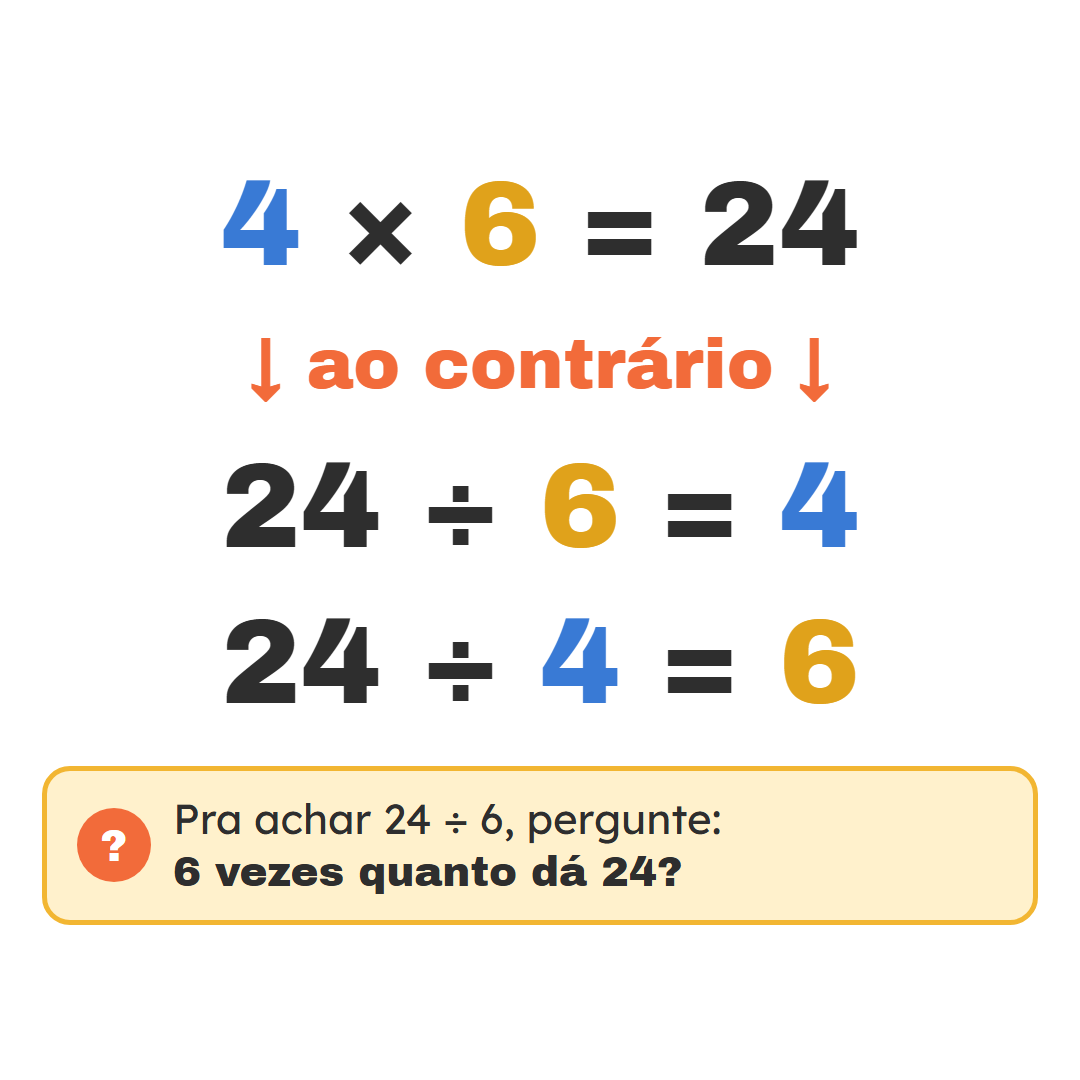 4 × 6 = 24
↓ ao contrário ↓
24 ÷ 6 = 4
24 ÷ 4 = 6
?
Pra achar 24 ÷ 6, pergunte:
6 vezes quanto dá 24?